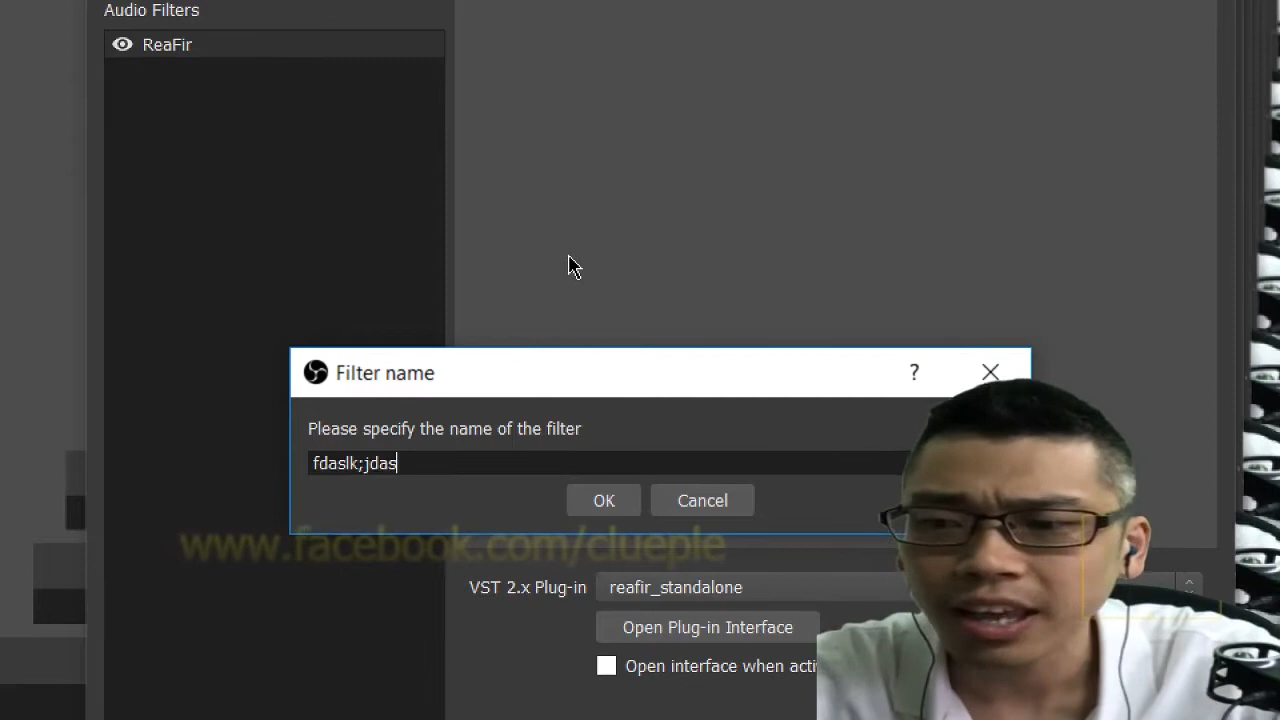 Audio Filters
ReaFir
Filter name
?
Please specify the name of the filter
fdaslk;jdas
OK
Cancel
www.facebook.com/clueple
VST 2.x Plug-in
reafir_standalone
Open Plug-in Interface
Open interface when acti